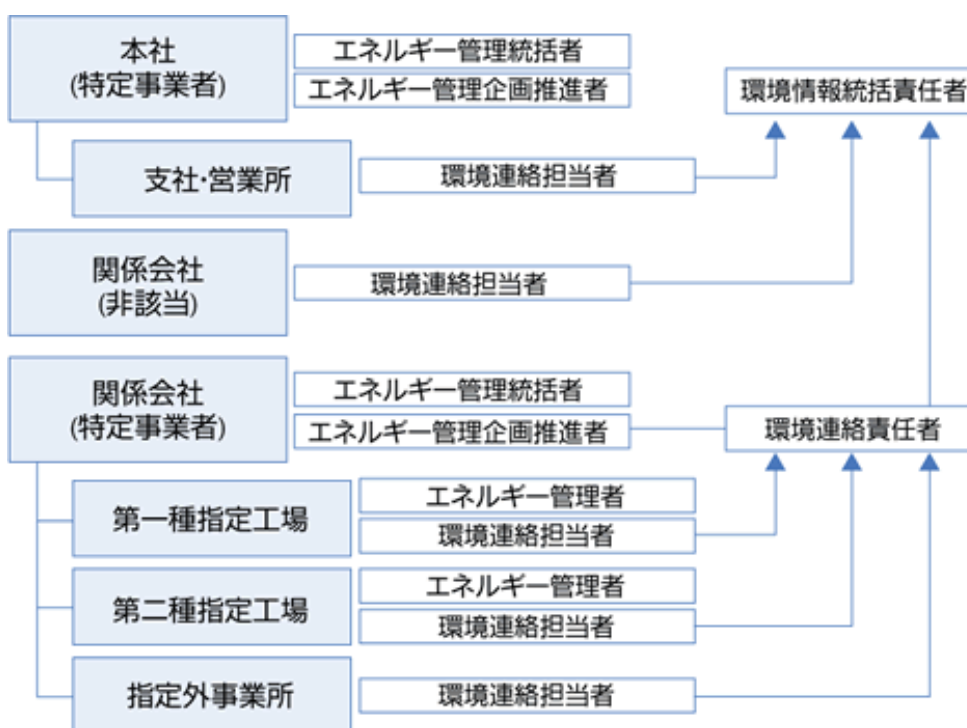 本社
(特定事業者)
エネルギー管理統括者
エネルギー管理企画推進者
環境情報統括責任者
支社・営業所
環境連絡担当者
関係会社
(非該当)
環境連絡担当者
関係会社
(特定事業者)
エネルギー管理統括者
エネルギー管理企画推進者
環境連絡責任者
第一種指定工場
エネルギー管理者
環境連絡担当者
第二種指定工場
エネルギー管理者
環境連絡担当者
指定外事業所
環境連絡担当者